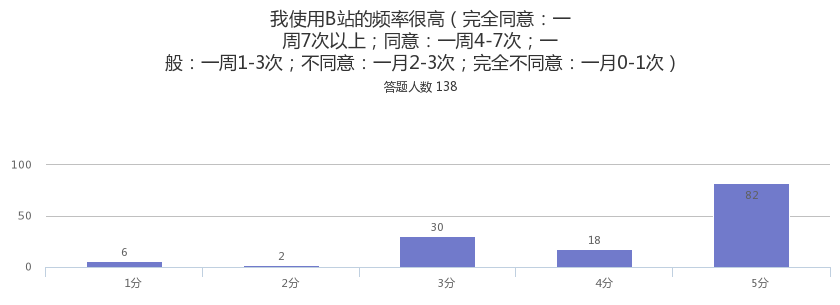 我使用B站的频率很高（完全同意：一
周7次以上；同意：一周4-7次；一
般：一周1-3次；不同意：一月2-3次；完全不同意：一月0-1次）
答题人数 138
100
50
0
6
2
30
18
82
1分
2分
3分
4分
5分